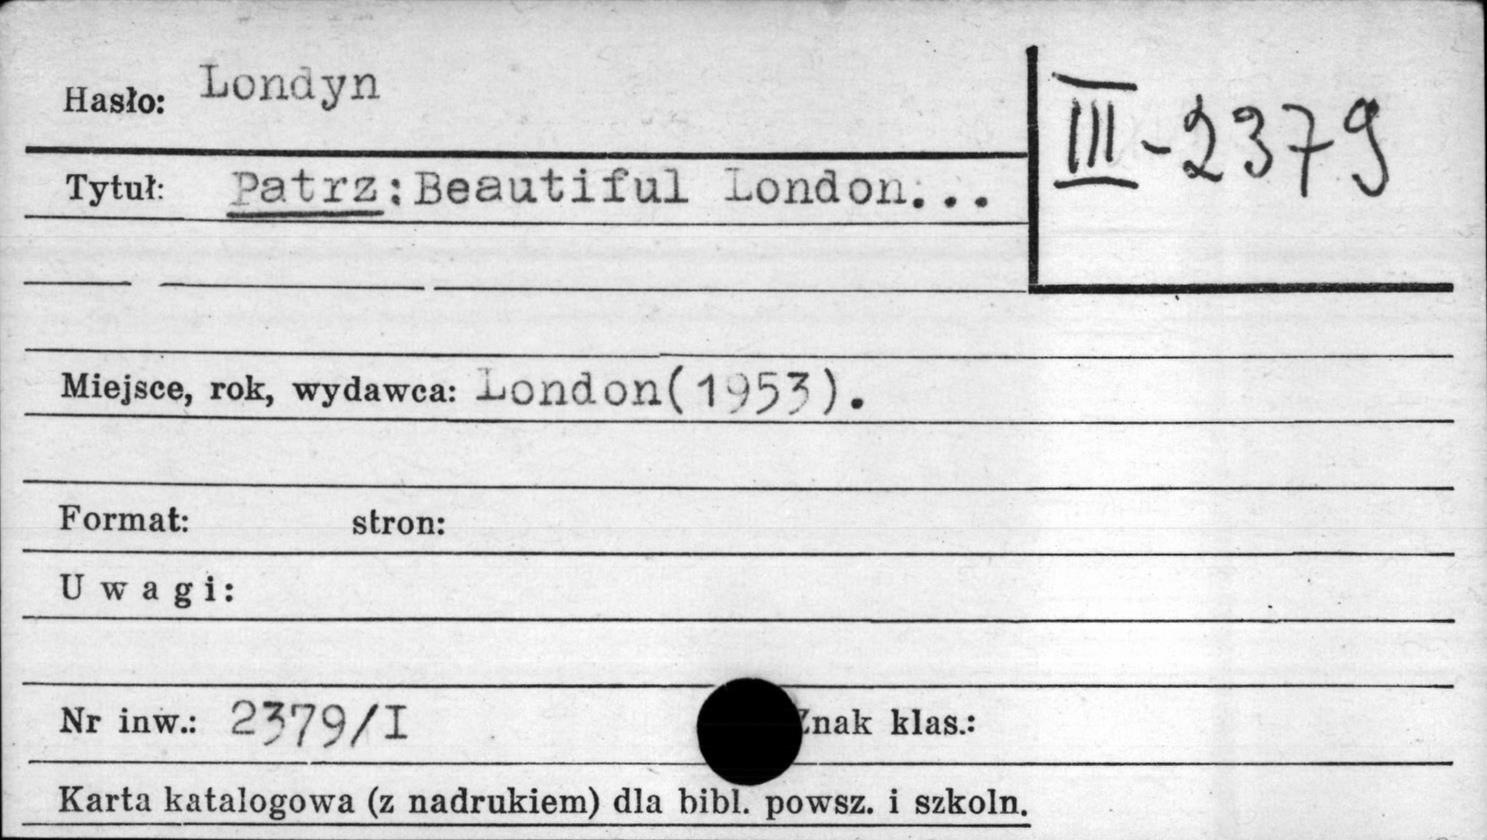 Hasło: Londyn
III-2379
Tytuł: Patrz:Beautiful London...
Miejsce, rok, wydawca: London(1953).
Format: stron:
Uwagi:
Nr inw.: 2379/I Znak klas.:
Karta katalogowa (z nadrukiem) dla bibl. powsz. i szkoln.